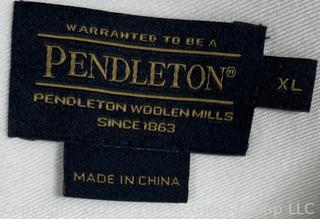 WARRANTED TO BE A
PENDLETON®
XL
PENDLETON WOOLEN MILLS
SINCE 1863
MADE IN CHINA